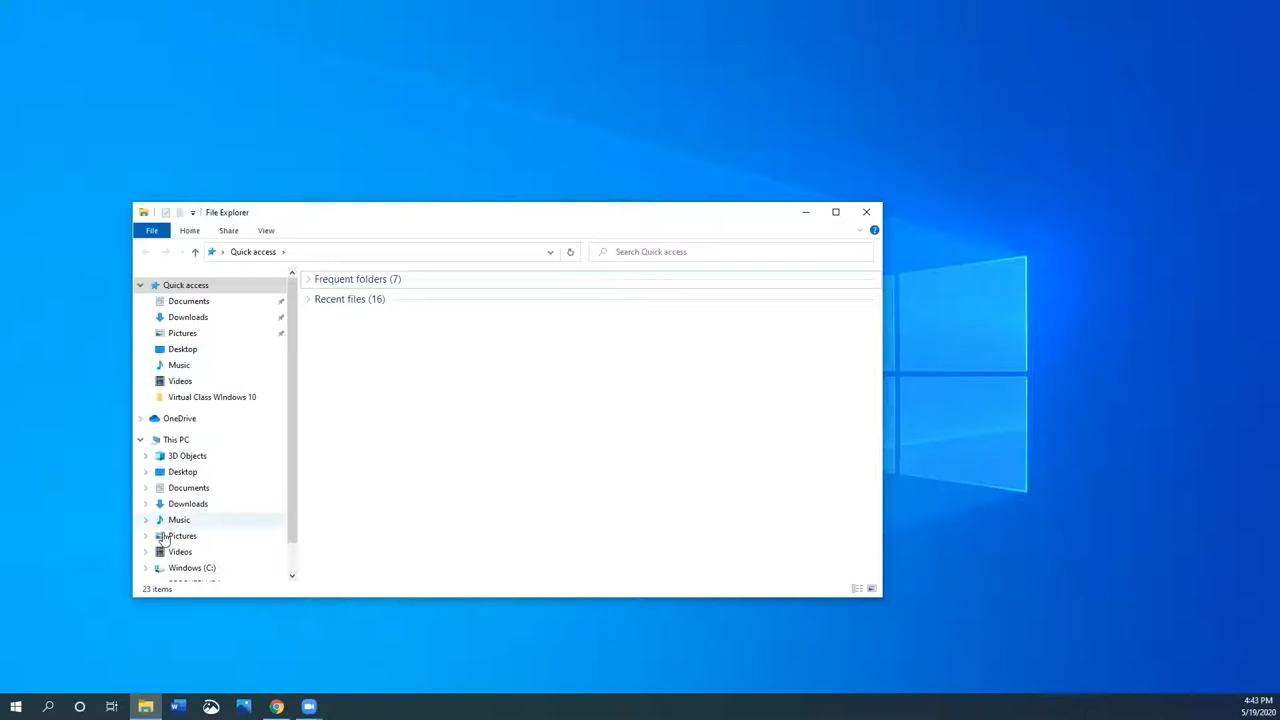 File Explorer
File Home Share View
Quick access
Search Quick access
Quick access
Documents
Downloads
Pictures
Desktop
Music
Videos
Virtual Class WIndows 10
OneDrive
This PC
3D Objects
Desktop
Documents
Downloads
Music
Pictures
Videos
Windows (C:)
Frequent folders (7)
Recent files (16)
23 items
4:43 PM
5/19/2020